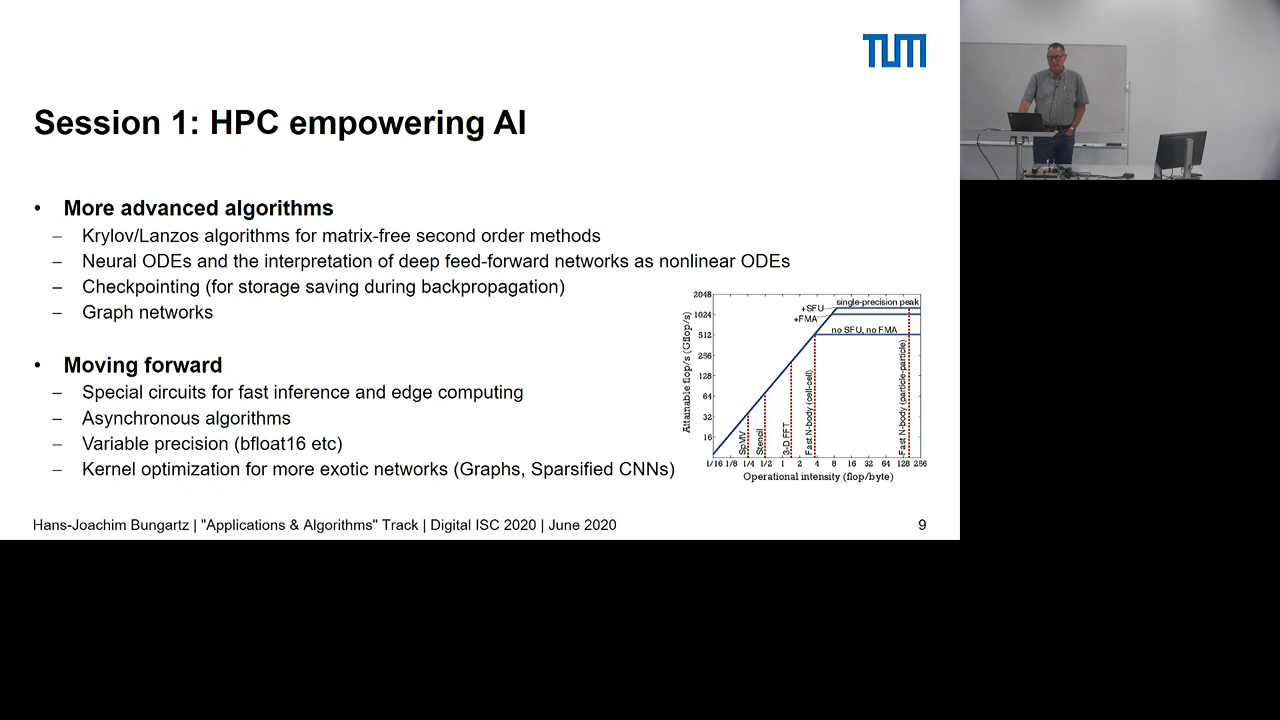 TUM
Session 1: HPC empowering AI
• More advanced algorithms
– Krylov/Lanzos algorithms for matrix-free second order methods
– Neural ODEs and the interpretation of deep feed-forward networks as nonlinear ODEs
– Checkpointing (for storage saving during backpropagation)
– Graph networks
• Moving forward
– Special circuits for fast inference and edge computing
– Asynchronous algorithms
– Variable precision (bfloat16 etc)
– Kernel optimization for more exotic networks (Graphs, Sparsified CNNs)
Attainable flop/s (Gflop/s)
2048
1024
512
256
128
64
32
16
+SFU
single-precision peak
+FMA
no SFU, no FMA
SpMV
Stencil
3-D FFT
Fast N-body (cell-cell)
Fast N-body (particle-particle)
1/16 1/8 1/4 1/2 1 2 4 8 16 32 64 128 256
Operational intensity (flop/byte)
Hans-Joachim Bungartz | "Applications & Algorithms" Track | Digital ISC 2020 | June 2020
9